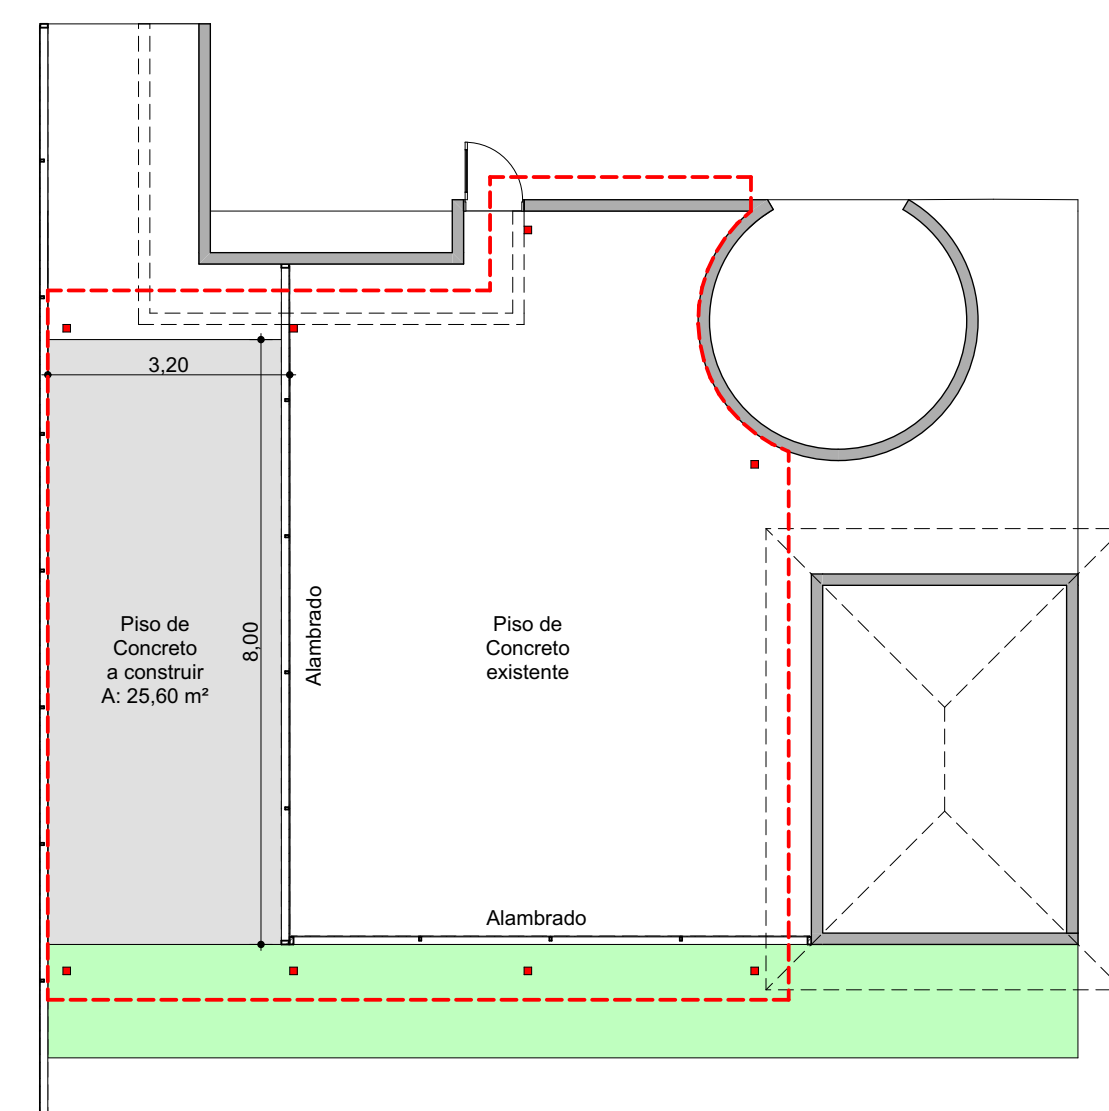 3,20
8,00
Piso de
Concreto
a construir
A: 25,60 m²
Alambrado
Piso de
Concreto
existente
Alambrado